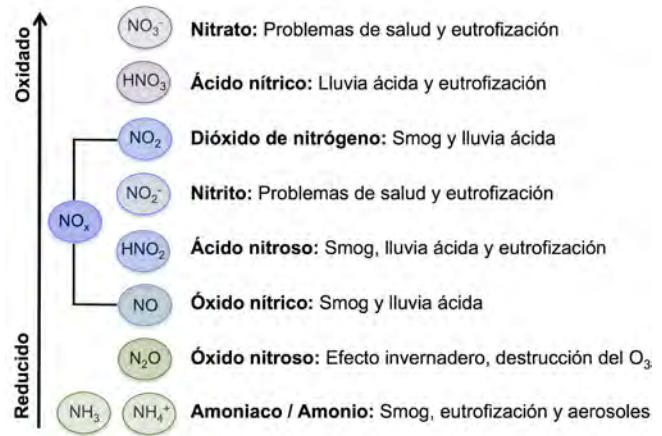 Oxidado
NO₃⁻ Nitrato: Problemas de salud y eutrofización
HNO₃ Ácido nítrico: Lluvia ácida y eutrofización
NO₂ Dióxido de nitrógeno: Smog y lluvia ácida
NO₂⁻ Nitrito: Problemas de salud y eutrofización
NOₓ
HNO₂ Ácido nitroso: Smog, lluvia ácida y eutrofización
NO Óxido nítrico: Smog y lluvia ácida
N₂O Óxido nitroso: Efecto invernadero, destrucción del O₃
Reducido
NH₃ NH₄⁺ Amoniaco / Amonio: Smog, eutrofización y aerosoles